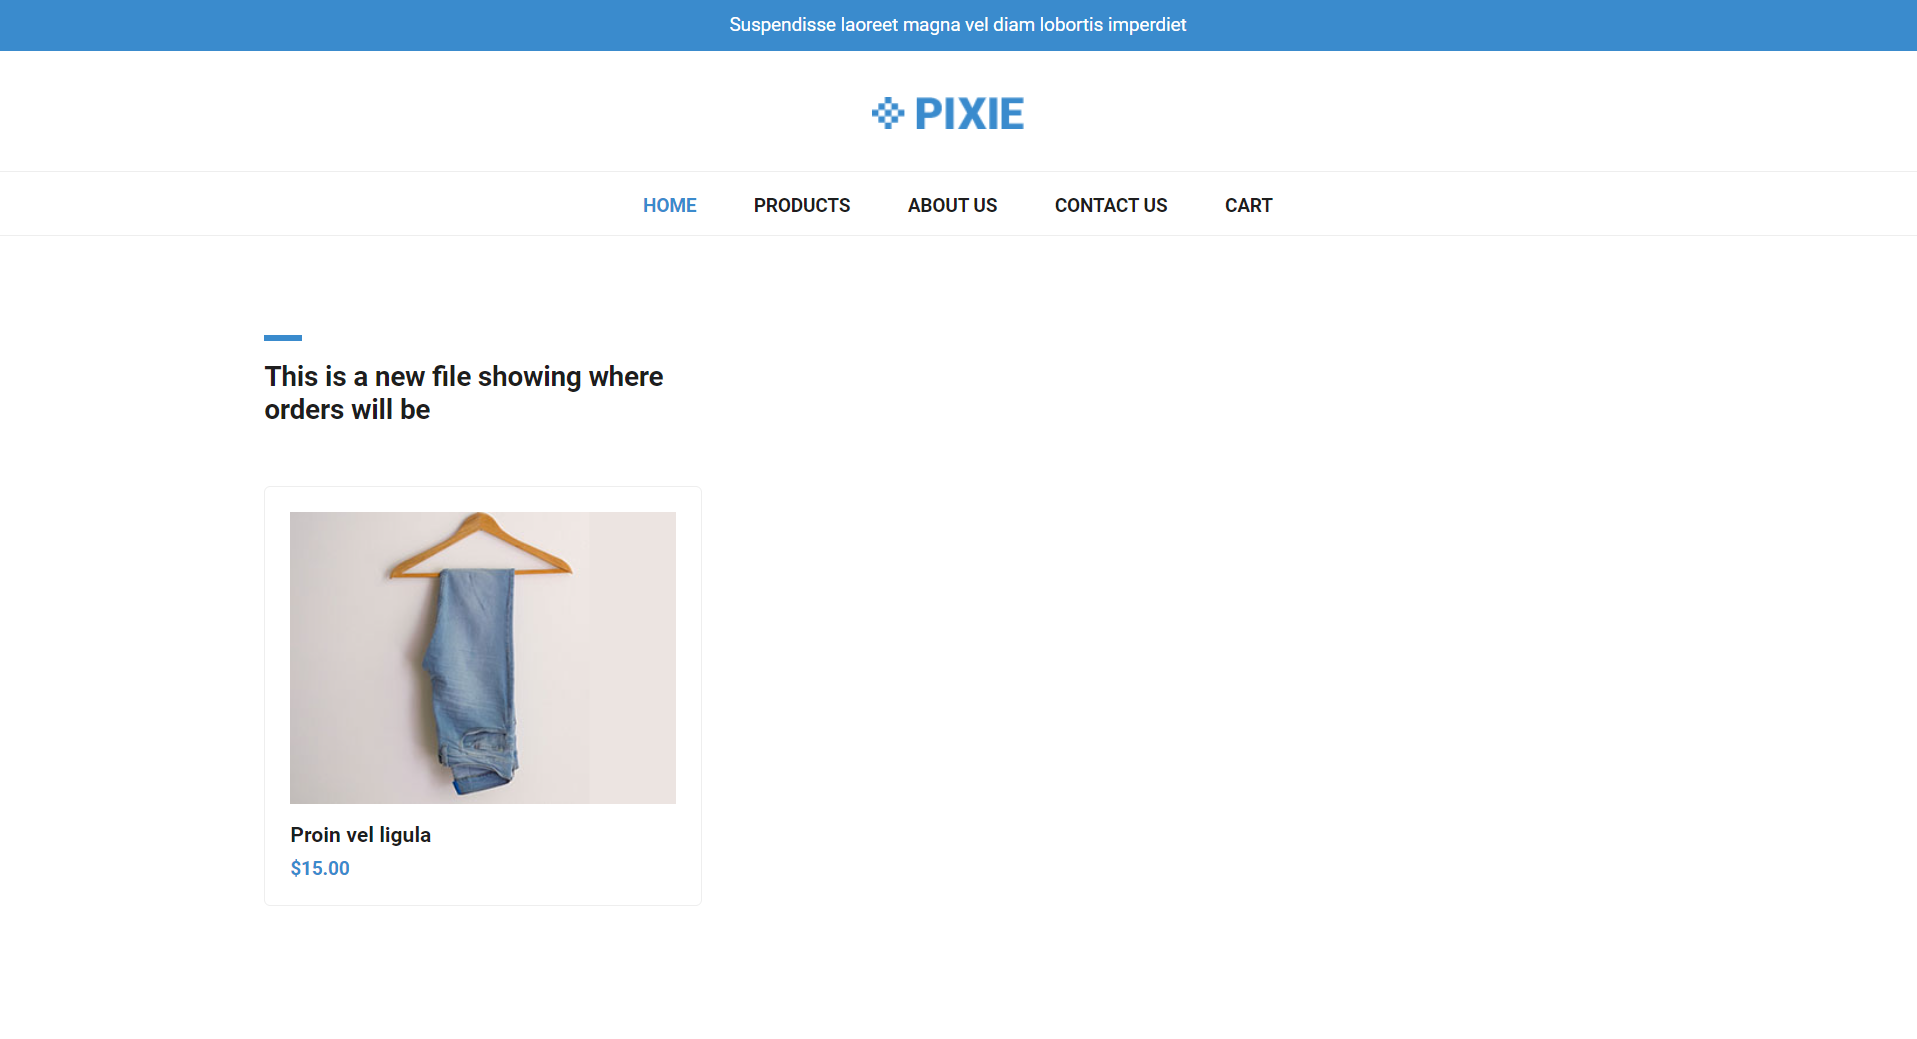 Suspendisse laoreet magna vel diam lobortis imperdiet
PIXIE
HOME PRODUCTS ABOUT US CONTACT US CART
This is a new file showing where
orders will be
Proin vel ligula
$15.00